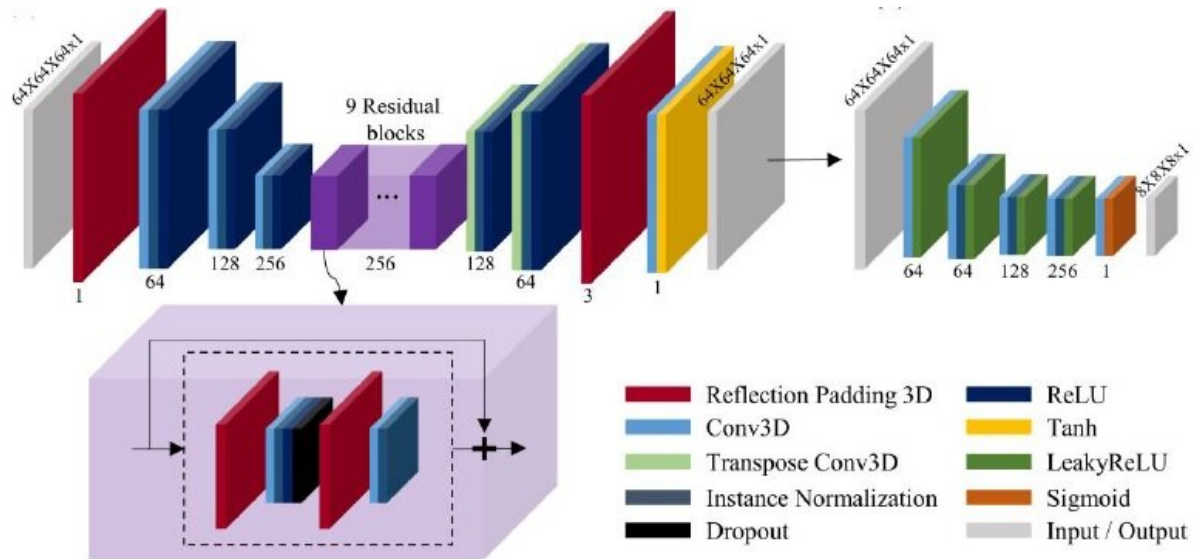 64X64X64x1
9 Residual
blocks
64X64X64x1
64X64X64x1
8X8X8x1
1
64
128
256
256
128
64
3
1
64
64
128
256
1
...
+
Reflection Padding 3D
Conv3D
Transpose Conv3D
Instance Normalization
Dropout
ReLU
Tanh
LeakyReLU
Sigmoid
Input / Output